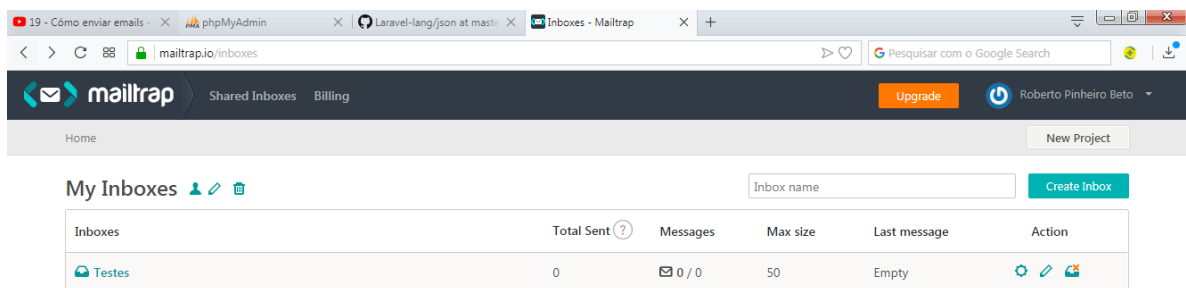 19 - Cómo enviar emails - phpMyAdmin Laravel-lang/json at maste Inboxes - Mailtrap
mailtrap.io/inboxes Pesquisar com o Google Search
mailtrap Shared Inboxes Billing Upgrade Roberto Pinheiro Beto
Home New Project
My Inboxes Inbox name Create Inbox
Inboxes Total Sent ? Messages Max size Last message Action
Testes 0 0 / 0 50 Empty